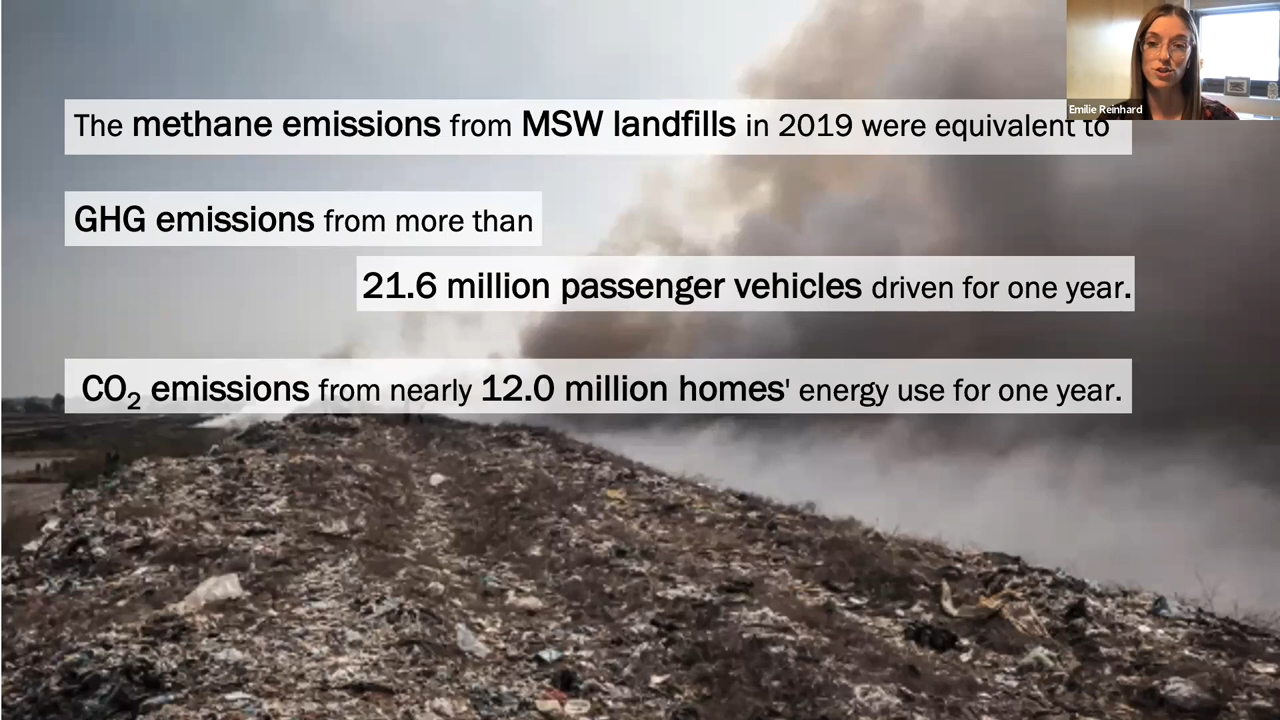 Emilie Reinhard
The methane emissions from MSW landfills in 2019 were equivalent to
GHG emissions from more than
21.6 million passenger vehicles driven for one year.
CO₂ emissions from nearly 12.0 million homes' energy use for one year.